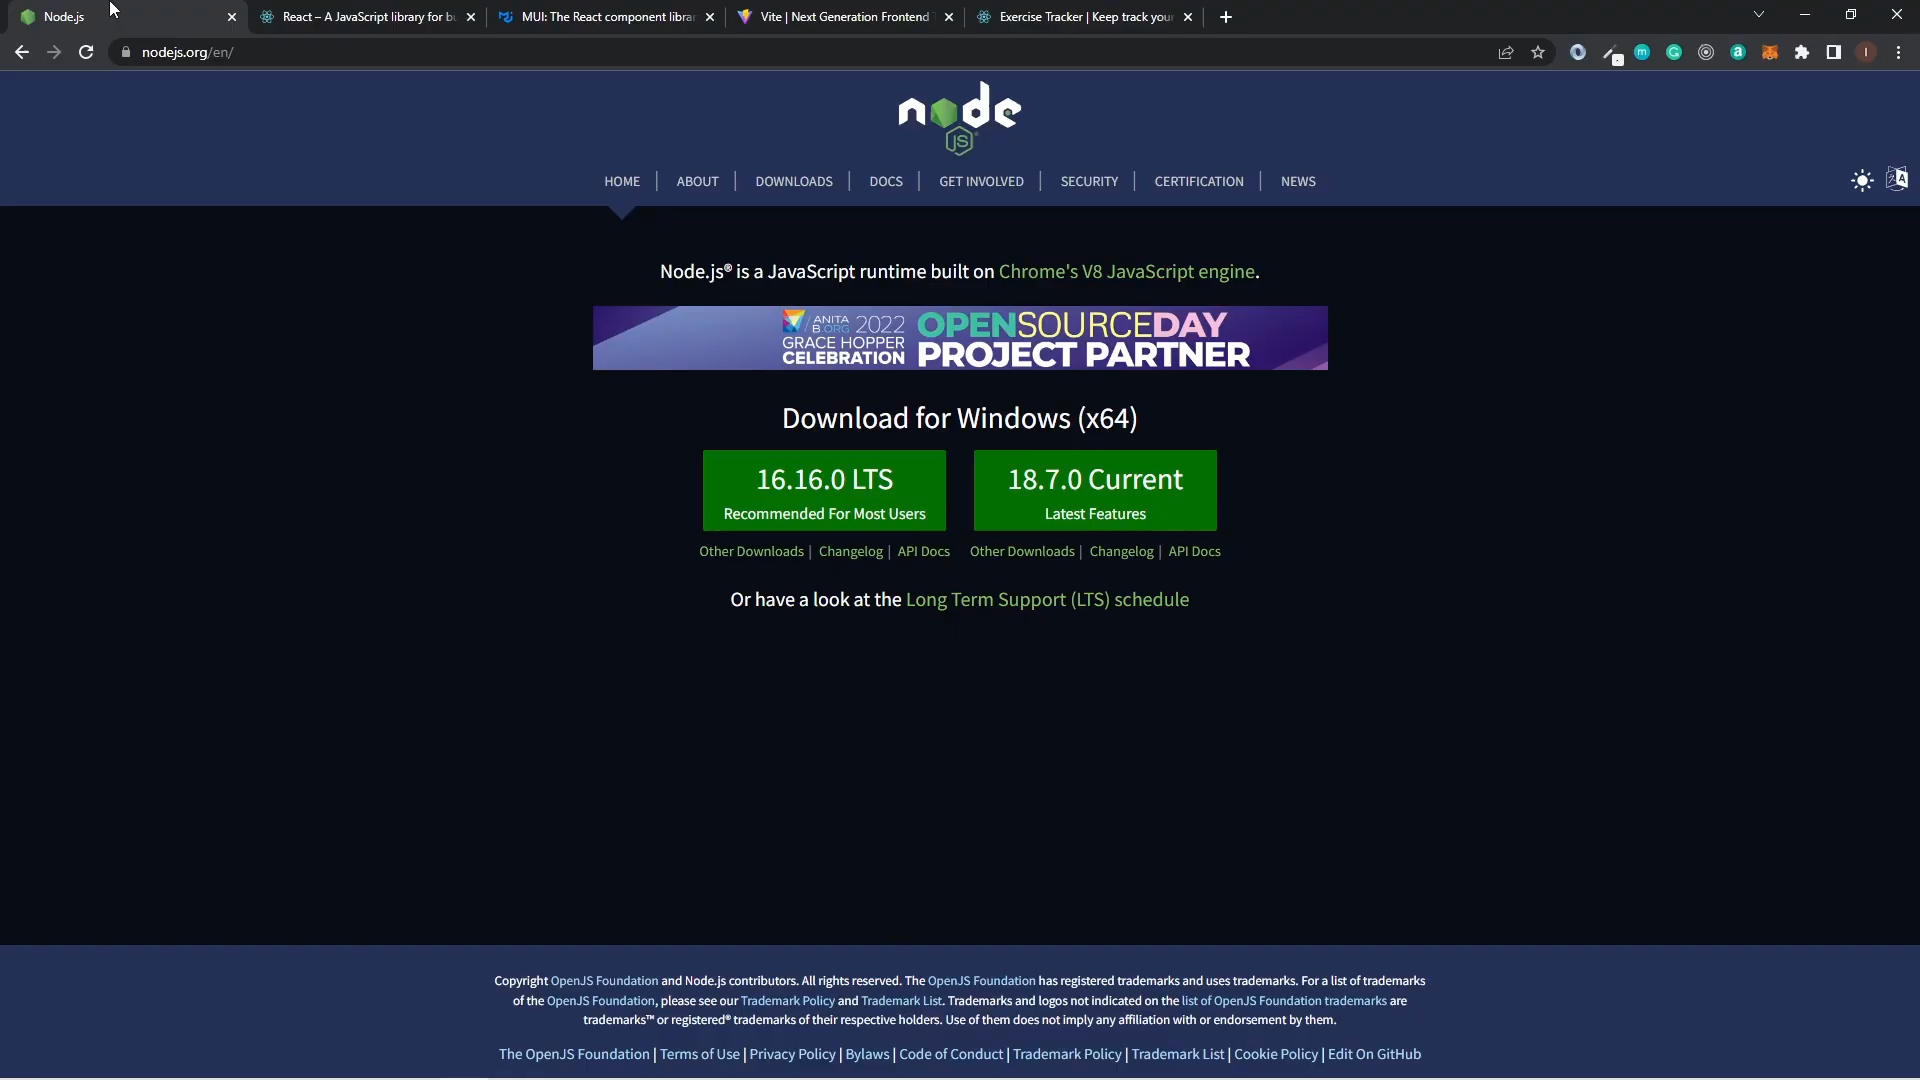 Node.js
React – A JavaScript library for bu
MUI: The React component librar
Vite | Next Generation Frontend T
Exercise Tracker | Keep track your
nodejs.org/en/
node
JS
HOME | ABOUT | DOWNLOADS | DOCS | GET INVOLVED | SECURITY | CERTIFICATION | NEWS
Node.js® is a JavaScript runtime built on Chrome's V8 JavaScript engine.
ANITA B.ORG 2022 GRACE HOPPER CELEBRATION
OPENSOURCEDAY
PROJECT PARTNER
Download for Windows (x64)
16.16.0 LTS
Recommended For Most Users
18.7.0 Current
Latest Features
Other Downloads | Changelog | API Docs
Other Downloads | Changelog | API Docs
Or have a look at the Long Term Support (LTS) schedule
Copyright OpenJS Foundation and Node.js contributors. All rights reserved. The OpenJS Foundation has registered trademarks and uses trademarks. For a list of trademarks
of the OpenJS Foundation, please see our Trademark Policy and Trademark List. Trademarks and logos not indicated on the list of OpenJS Foundation trademarks are
trademarks™ or registered® trademarks of their respective holders. Use of them does not imply any affiliation with or endorsement by them.
The OpenJS Foundation | Terms of Use | Privacy Policy | Bylaws | Code of Conduct | Trademark Policy | Trademark List | Cookie Policy | Edit On GitHub